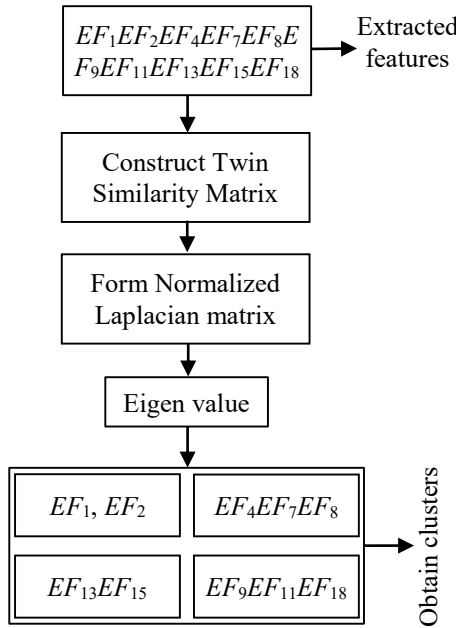 EF₁EF₂EF₄EF₇EF₈E
F₉EF₁₁EF₁₃EF₁₅EF₁₈
Extracted
features
Construct Twin
Similarity Matrix
Form Normalized
Laplacian matrix
Eigen value
EF₁, EF₂
EF₄EF₇EF₈
EF₁₃EF₁₅
EF₉EF₁₁EF₁₈
Obtain clusters